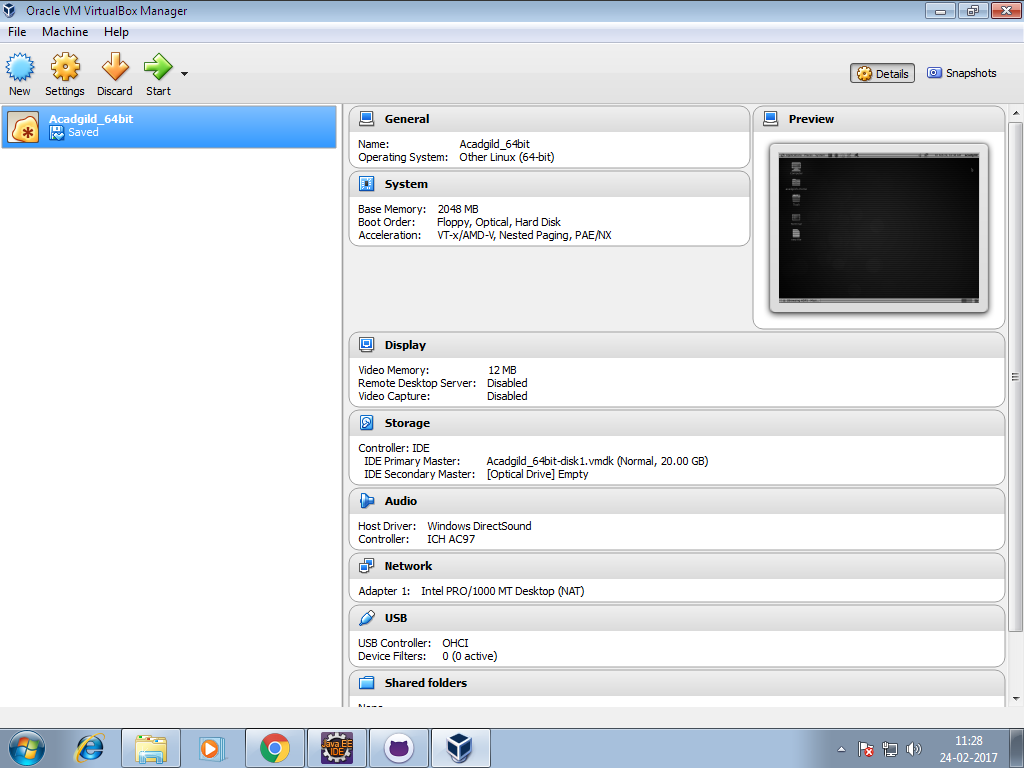 Oracle VM VirtualBox Manager
File Machine Help
New Settings Discard Start
Details Snapshots
Acadgild_64bit
Saved
General
Name: Acadgild_64bit
Operating System: Other Linux (64-bit)
System
Base Memory: 2048 MB
Boot Order: Floppy, Optical, Hard Disk
Acceleration: VT-x/AMD-V, Nested Paging, PAE/NX
Preview
Display
Video Memory: 12 MB
Remote Desktop Server: Disabled
Video Capture: Disabled
Storage
Controller: IDE
IDE Primary Master: Acadgild_64bit-disk1.vmdk (Normal, 20.00 GB)
IDE Secondary Master: [Optical Drive] Empty
Audio
Host Driver: Windows DirectSound
Controller: ICH AC97
Network
Adapter 1: Intel PRO/1000 MT Desktop (NAT)
USB
USB Controller: OHCI
Device Filters: 0 (0 active)
Shared folders
Java EE
IDE
11:28
24-02-2017